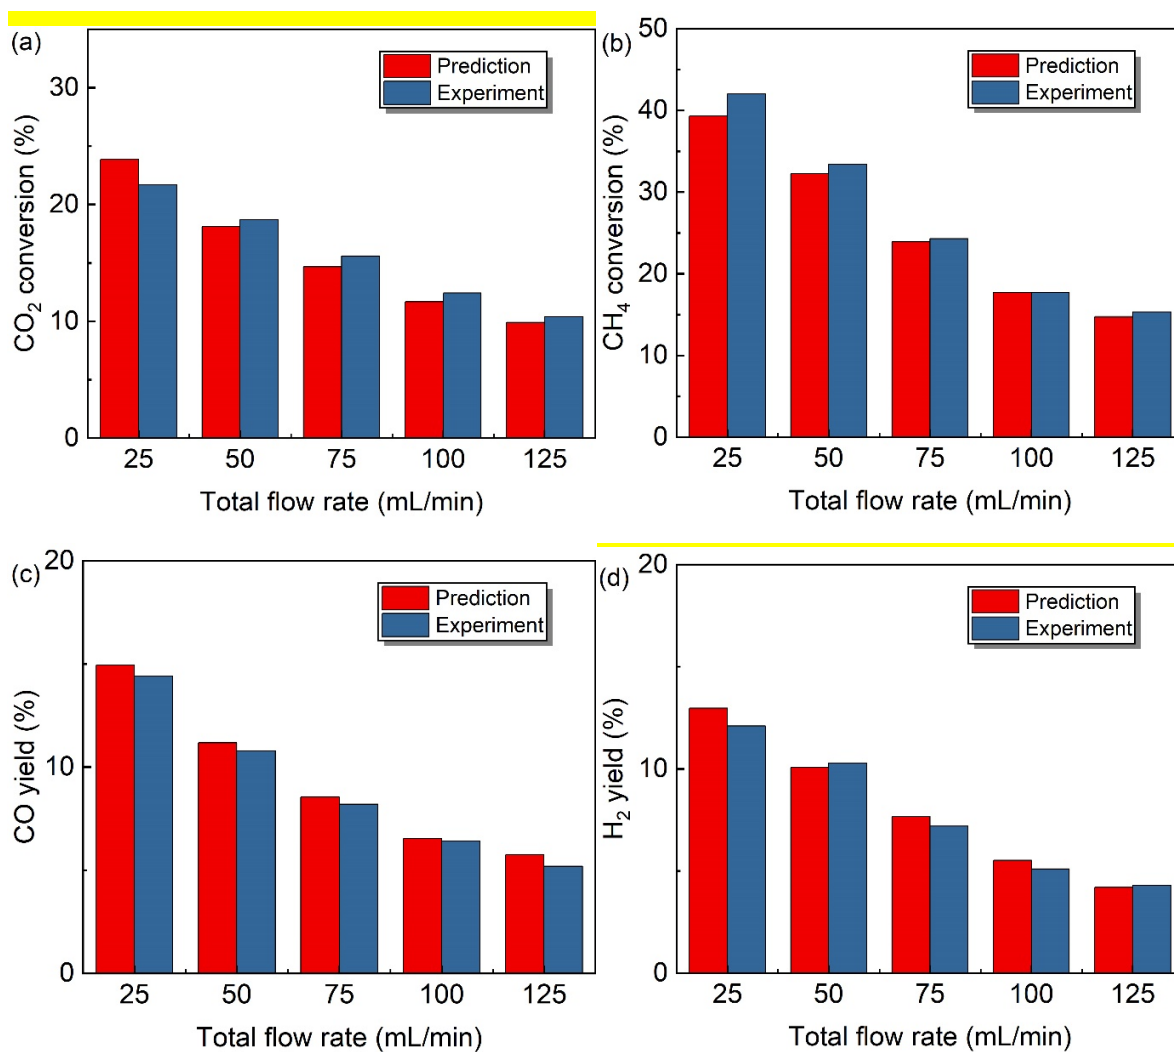 (a)
Prediction
Experiment
CO₂ conversion (%)
30
20
10
0
25 50 75 100 125
Total flow rate (mL/min)
(b)
Prediction
Experiment
CH₄ conversion (%)
50
40
30
20
10
0
25 50 75 100 125
Total flow rate (mL/min)
(c)
Prediction
Experiment
CO yield (%)
20
10
0
25 50 75 100 125
Total flow rate (mL/min)
(d)
Prediction
Experiment
H₂ yield (%)
20
10
0
25 50 75 100 125
Total flow rate (mL/min)